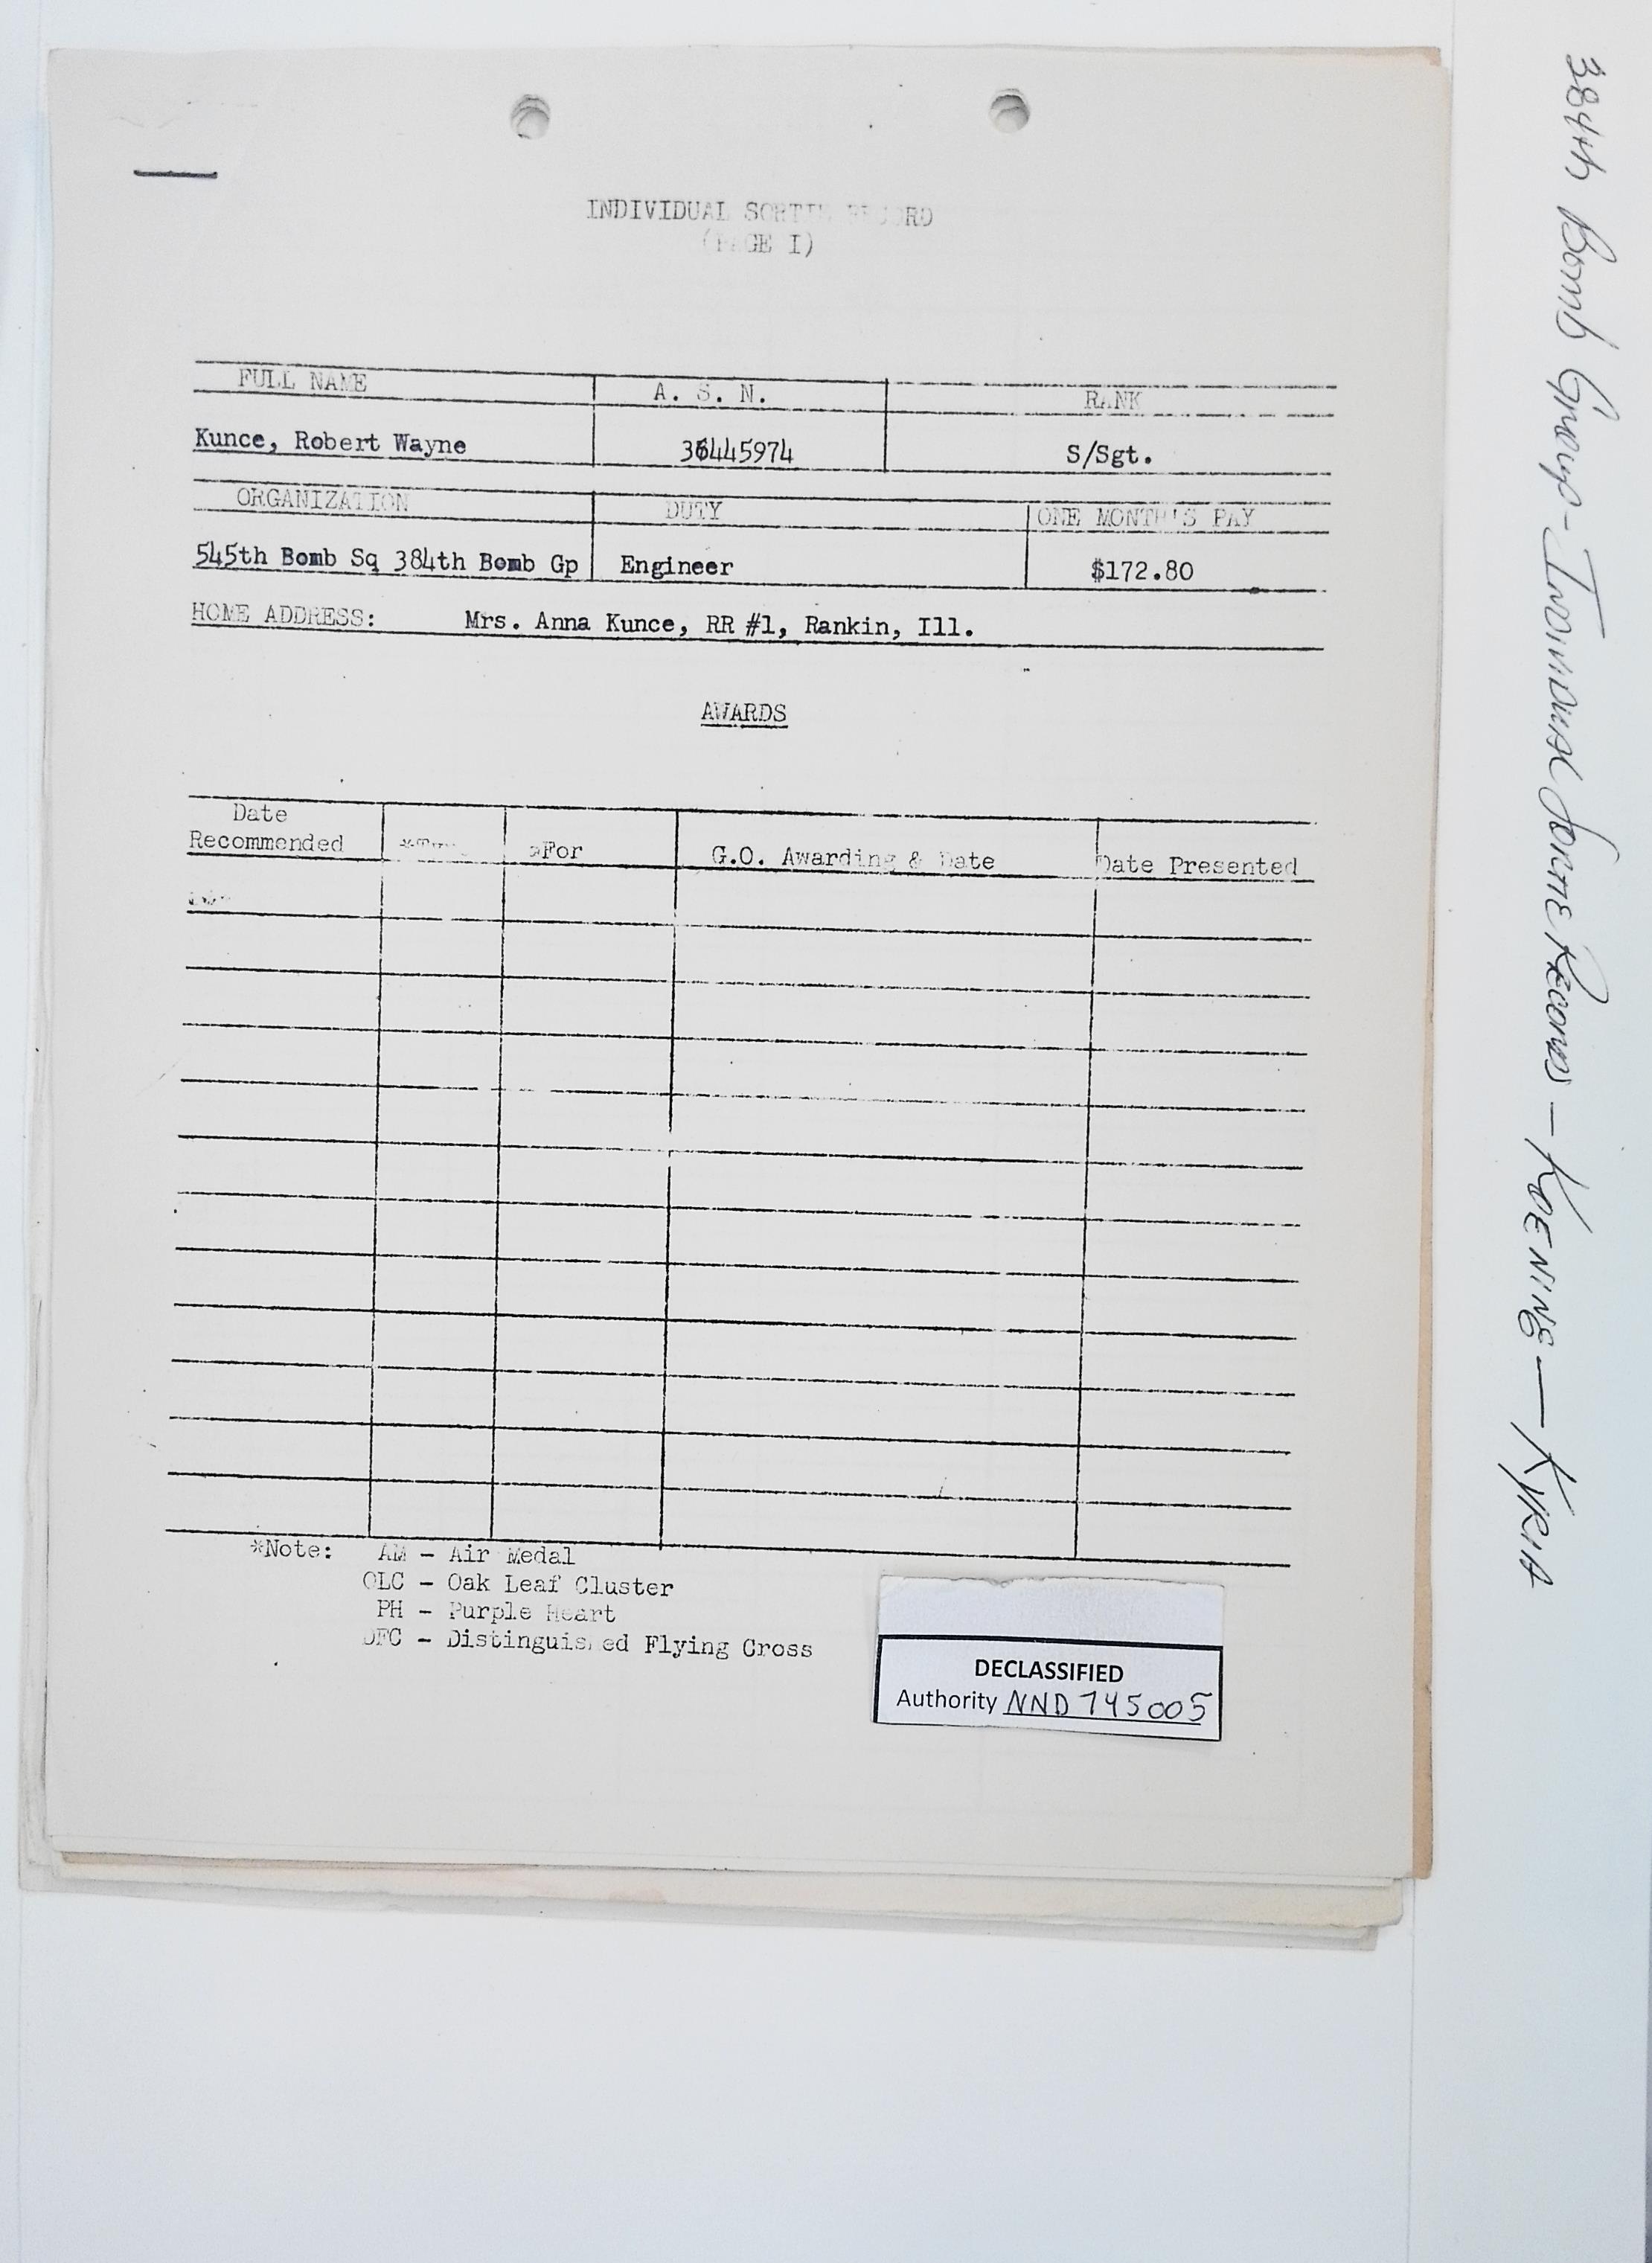 INDIVIDUAL SORTIE RECORD
(PAGE I)
FULL NAME A. S. N. RANK
Kunce, Robert Wayne 36445974 S/Sgt.
ORGANIZATION DUTY ONE MONTH'S PAY
545th Bomb Sq 384th Bomb Gp Engineer $172.80
HOME ADDRESS: Mrs. Anna Kunce, RR #1, Rankin, Ill.
AWARDS
Date
Recommended *For G.O. Awarding & Date Date Presented
*Note: AM - Air Medal
OLC - Oak Leaf Cluster
PH - Purple Heart
DFC - Distinguished Flying Cross
DECLASSIFIED
Authority NND 745005
384th Bomb Group - Individual Sortie Records - KOENING - KYRIA